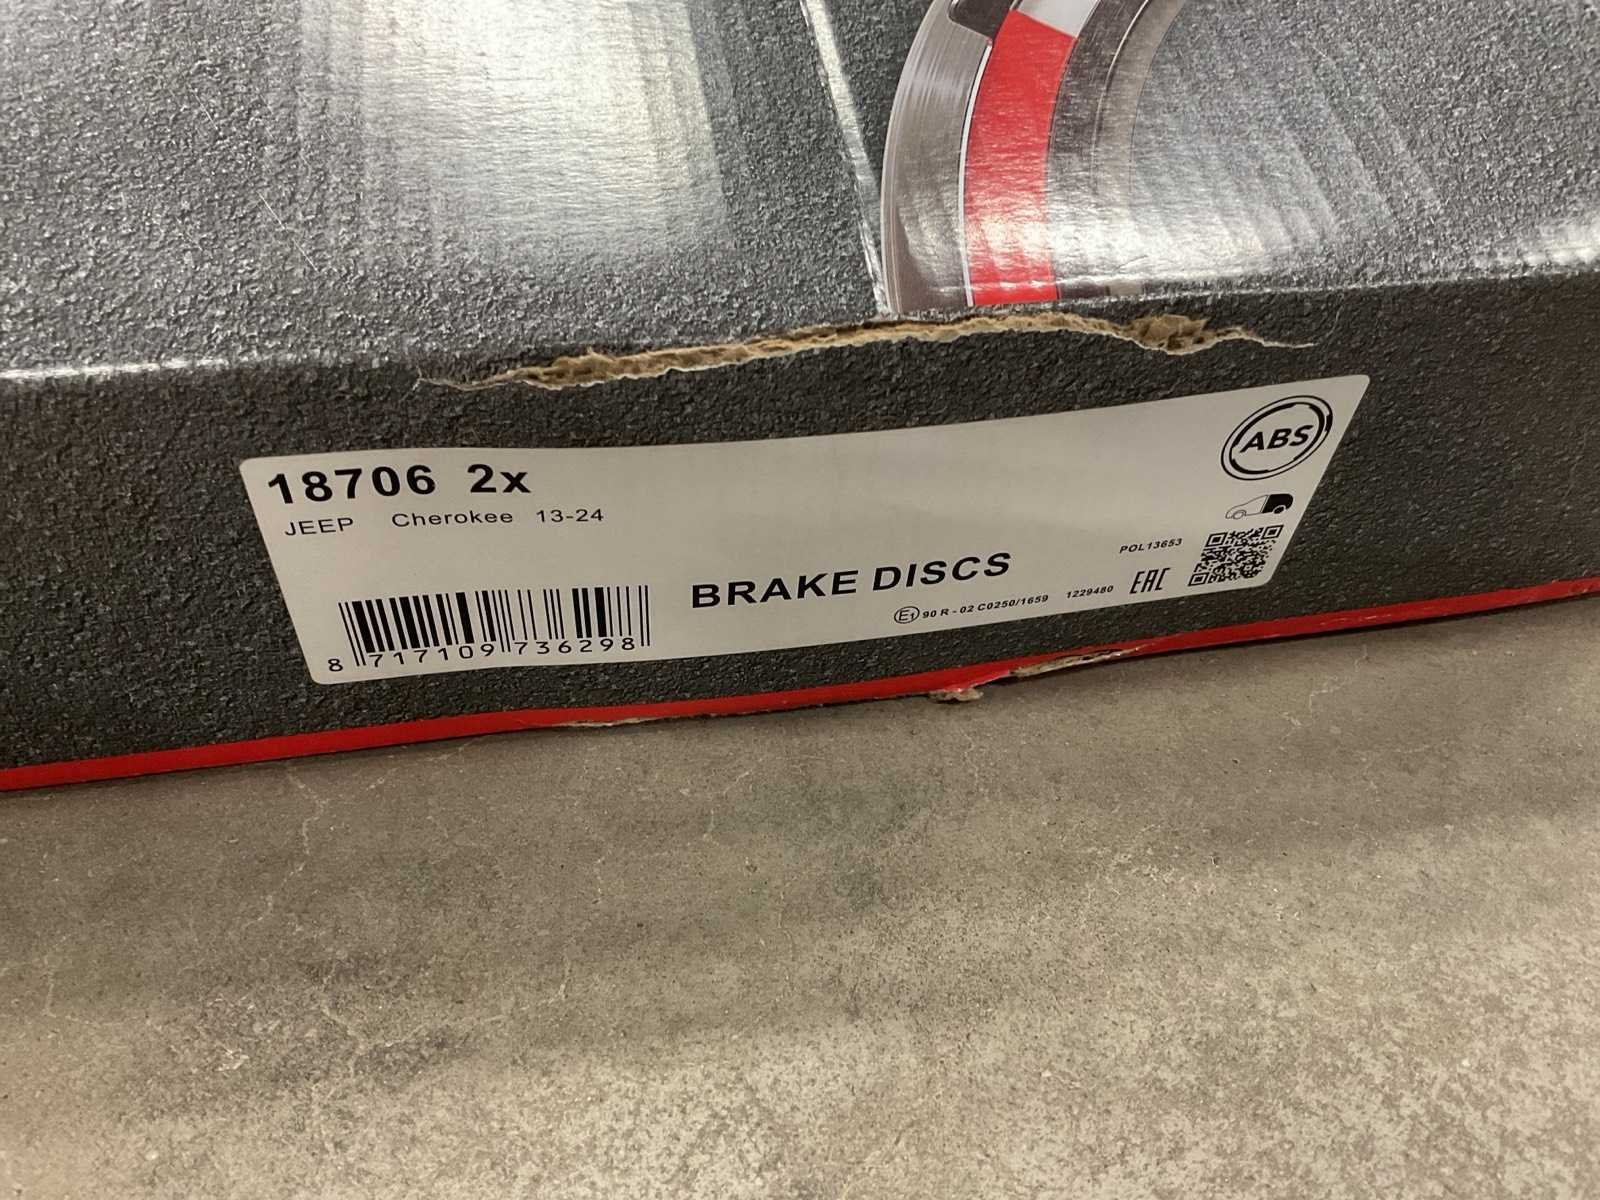 18706 2x
JEEP Cherokee 13-24
ABS
BRAKE DISCS
POL13653
E1 90 R - 02 C0250/1659 1229480 EAC
8 717109 736298